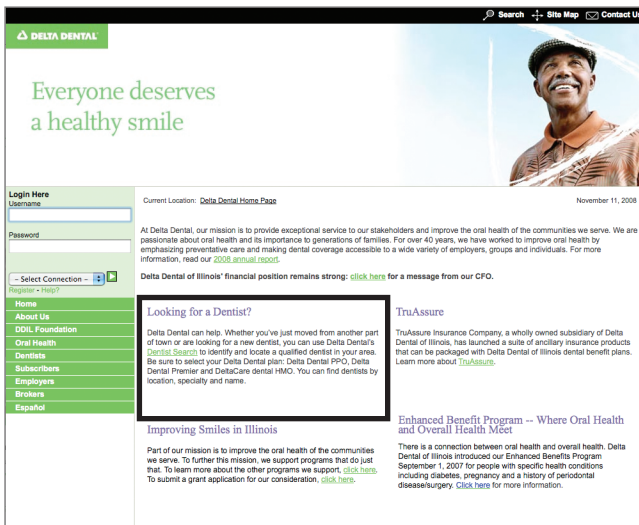 Search Site Map Contact Us
DELTA DENTAL
Everyone deserves
a healthy smile
Login Here
Username
Password
- Select Connection -
Register - Help?
Home
About Us
DDIL Foundation
Oral Health
Dentists
Subscribers
Employers
Brokers
Español
Current Location: Delta Dental Home Page
November 11, 2008
At Delta Dental, our mission is to provide exceptional service to our stakeholders and improve the oral health of the communities we serve. We are
passionate about oral health and its importance to generations of families. For over 40 years, we have worked to improve oral health by
emphasizing preventative care and making dental coverage accessible to a wide variety of employers, groups and individuals. For more
information, read our 2008 annual report.
Delta Dental of Illinois' financial position remains strong: click here for a message from our CFO.
Looking for a Dentist?
Delta Dental can help. Whether you've just moved from another part
of town or are looking for a new dentist, you can use Delta Dental's
Dentist Search to identify and locate a qualified dentist in your area.
Be sure to select your Delta Dental plan: Delta Dental PPO, Delta
Dental Premier and DeltaCare dental HMO. You can find dentists by
location, specialty and name.
TruAssure
TruAssure Insurance Company, a wholly owned subsidiary of Delta
Dental of Illinois, has launched a suite of ancillary insurance products
that can be packaged with Delta Dental of Illinois dental benefit plans.
Learn more about TruAssure.
Improving Smiles in Illinois
Part of our mission is to improve the oral health of the communities
we serve. To further this mission, we support programs that do just
that. To learn more about the other programs we support, click here.
To submit a grant application for our consideration, click here.
Enhanced Benefit Program -- Where Oral Health
and Overall Health Meet
There is a connection between oral health and overall health. Delta
Dental of Illinois introduced our Enhanced Benefits Program
September 1, 2007 for people with specific health conditions
including diabetes, pregnancy and a history of periodontal
disease/surgery. Click here for more information.